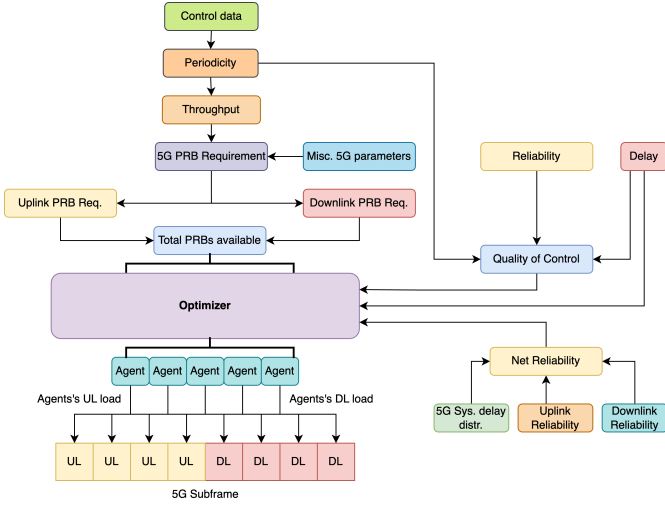 Control data
Periodicity
Throughput
5G PRB Requirement
Misc. 5G parameters
Reliability
Delay
Uplink PRB Req.
Downlink PRB Req.
Total PRBs available
Quality of Control
Optimizer
Net Reliability
Agent
Agent
Agent
Agent
Agent
Agents's UL load
Agents's DL load
5G Sys. delay
distr.
Uplink
Reliability
Downlink
Reliability
UL
UL
UL
UL
DL
DL
DL
DL
5G Subframe